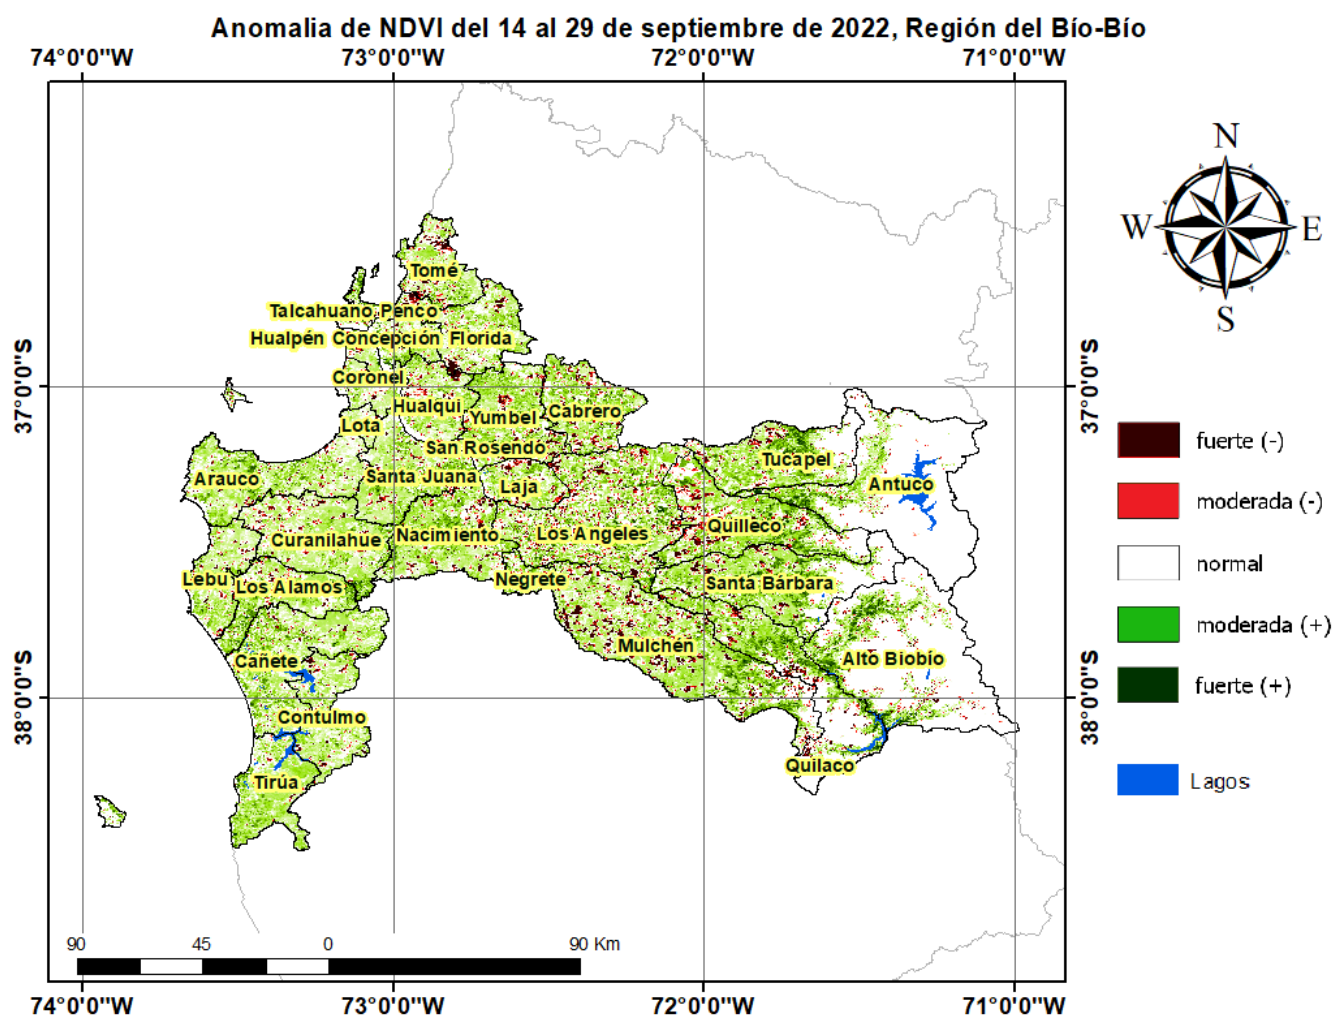 Anomalia de NDVI del 14 al 29 de septiembre de 2022, Región del Bío-Bío
74°0'0"W 73°0'0"W 72°0'0"W 71°0'0"W
N
W E
S
Tomé
Talcahuano Penco
Hualpén Concepción Florida
37°0'0"S 37°0'0"S
Coronel
Hualqui Yumbel Cabrero
Lota
San Rosendo
Tucapel
Arauco Santa Juana Laja Antuco
Curanilahue Nacimiento Los Angeles Quilleco
Lebu Los Alamos Negrete Santa Bárbara
Mulchén
Cañete Alto Biobío
38°0'0"S 38°0'0"S
Contulmo
Quilaco
Tirúa
fuerte (-)
moderada (-)
normal
moderada (+)
fuerte (+)
Lagos
90 45 0 90 Km
74°0'0"W 73°0'0"W 72°0'0"W 71°0'0"W